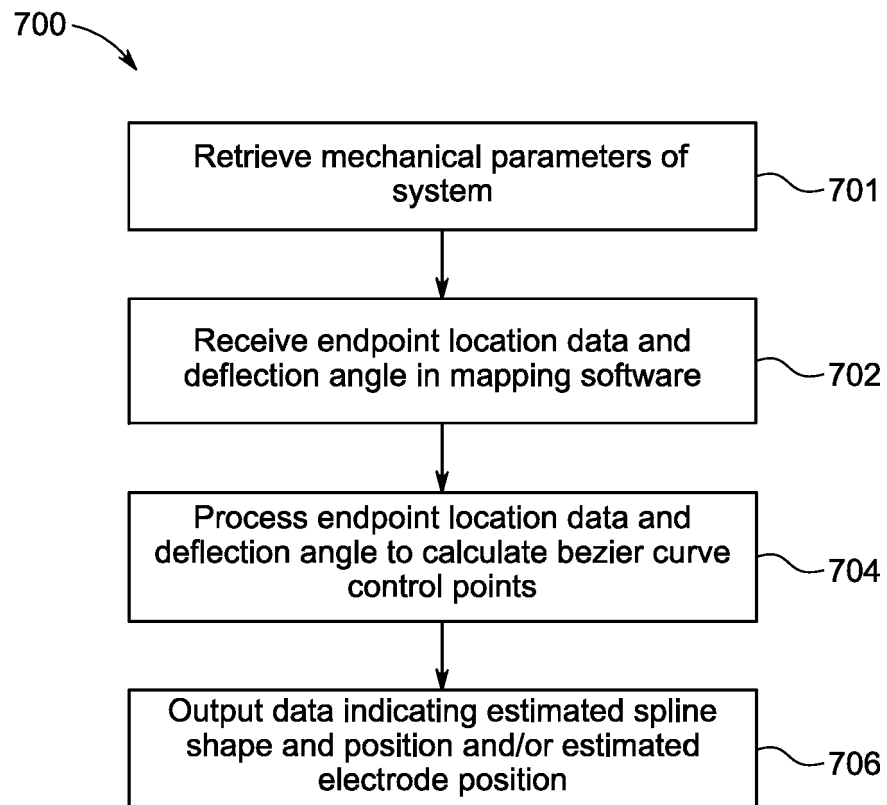 700
Retrieve mechanical parameters of
system
701
Receive endpoint location data and
deflection angle in mapping software
702
Process endpoint location data and
deflection angle to calculate bezier curve
control points
704
Output data indicating estimated spline
shape and position and/or estimated
electrode position
706